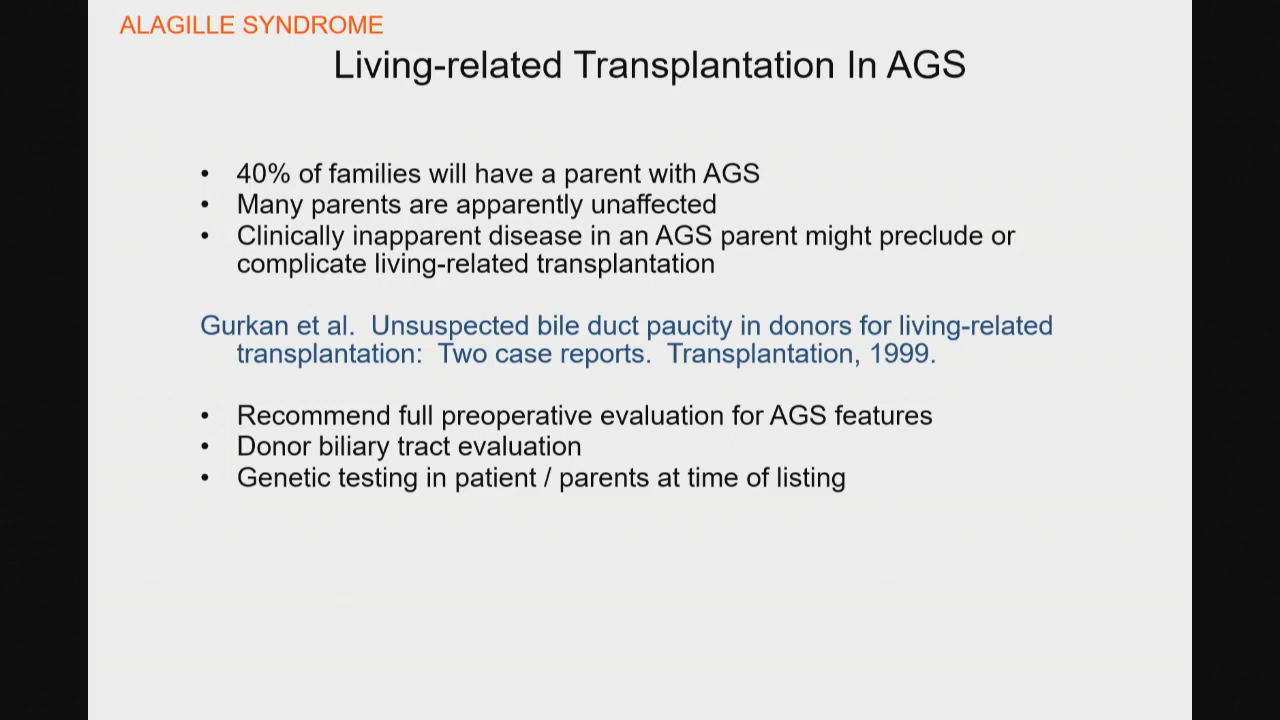 ALAGILLE SYNDROME
Living-related Transplantation In AGS
• 40% of families will have a parent with AGS
• Many parents are apparently unaffected
• Clinically inapparent disease in an AGS parent might preclude or
complicate living-related transplantation
Gurkan et al.  Unsuspected bile duct paucity in donors for living-related
transplantation:  Two case reports.  Transplantation, 1999.
• Recommend full preoperative evaluation for AGS features
• Donor biliary tract evaluation
• Genetic testing in patient / parents at time of listing